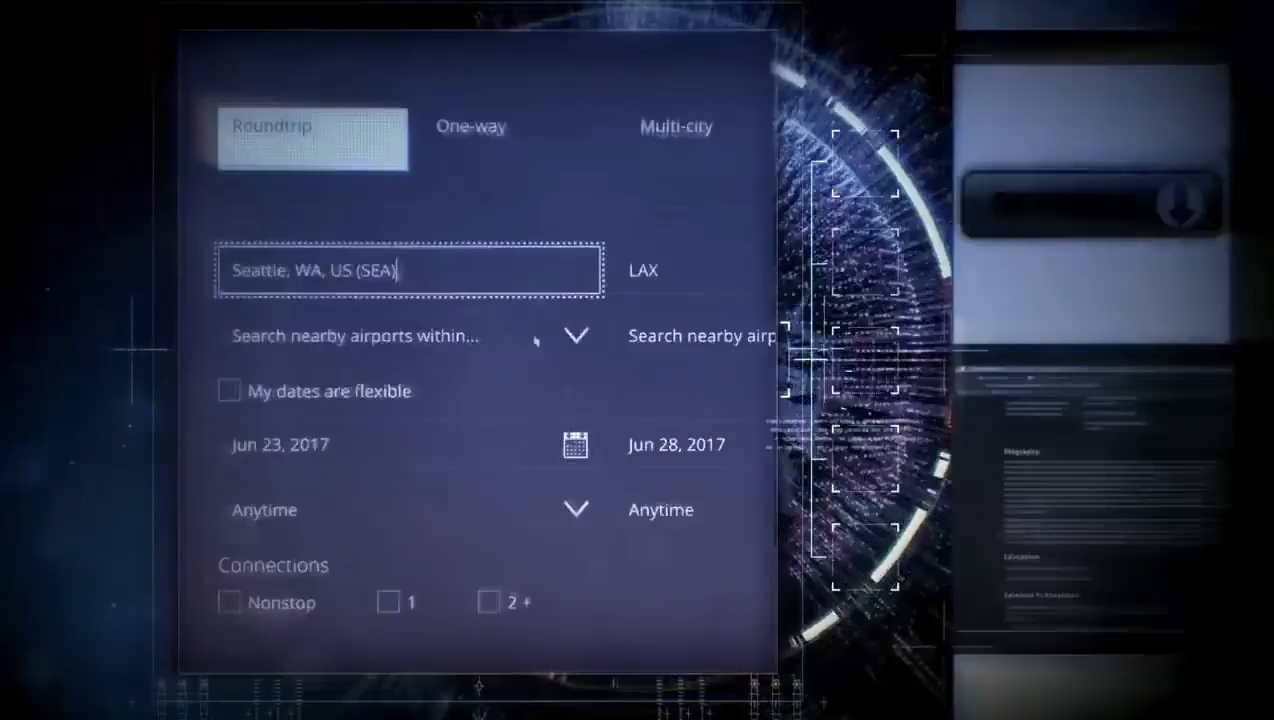 Roundtrip One-way Multi-city
Seattle, WA, US (SEA) LAX
Search nearby airports within... Search nearby airp
My dates are flexible
Jun 23, 2017 Jun 28, 2017
Anytime Anytime
Connections
Nonstop 1 2 +
Biography
Education